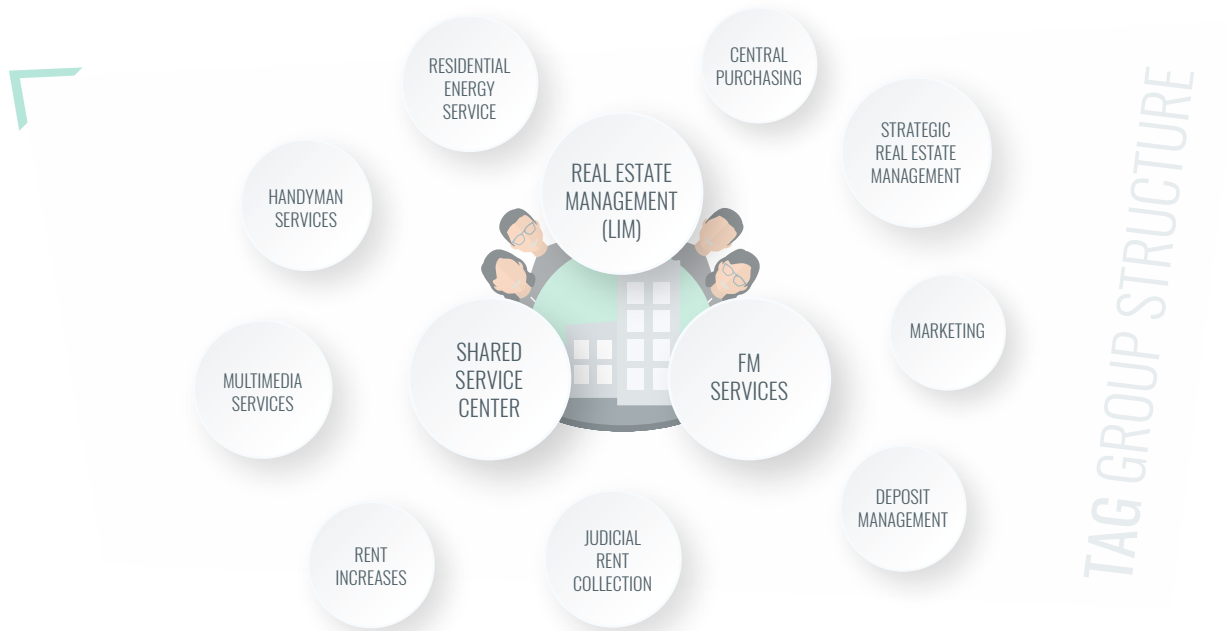 RESIDENTIAL
ENERGY
SERVICE
CENTRAL
PURCHASING
STRATEGIC
REAL ESTATE
MANAGEMENT
REAL ESTATE
MANAGEMENT
(LIM)
HANDYMAN
SERVICES
MARKETING
SHARED
SERVICE
CENTER
FM
SERVICES
MULTIMEDIA
SERVICES
DEPOSIT
MANAGEMENT
RENT
INCREASES
JUDICIAL
RENT
COLLECTION
TAG GROUP STRUCTURE